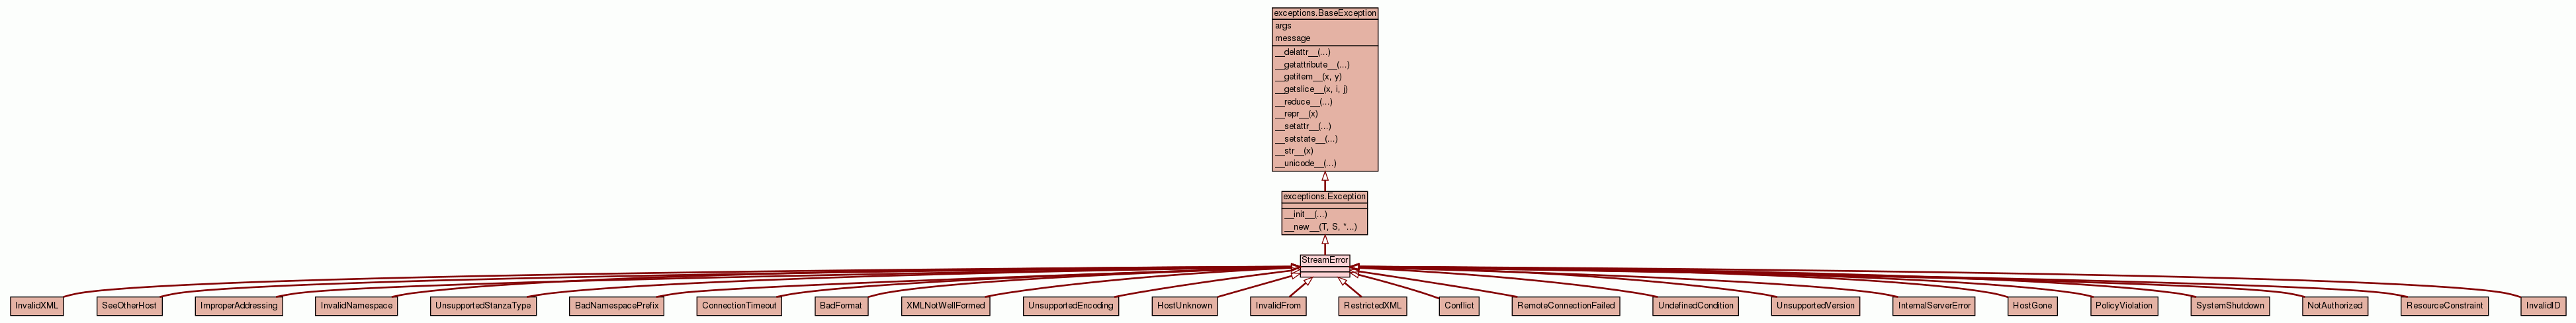 exceptions.BaseException
args
message
__delattr__(...)
__getattribute__(...)
__getitem__(x, y)
__getslice__(x, i, j)
__reduce__(...)
__repr__(x)
__setattr__(...)
__setstate__(...)
__str__(x)
__unicode__(...)
exceptions.Exception
__init__(...)
__new__(T, S, *...)
StreamError
InvalidXML SeeOtherHost ImproperAddressing InvalidNamespace UnsupportedStanzaType BadNamespacePrefix ConnectionTimeout BadFormat XMLNotWellFormed UnsupportedEncoding HostUnknown InvalidFrom RestrictedXML Conflict RemoteConnectionFailed UndefinedCondition UnsupportedVersion InternalServerError HostGone PolicyViolation SystemShutdown NotAuthorized ResourceConstraint InvalidID